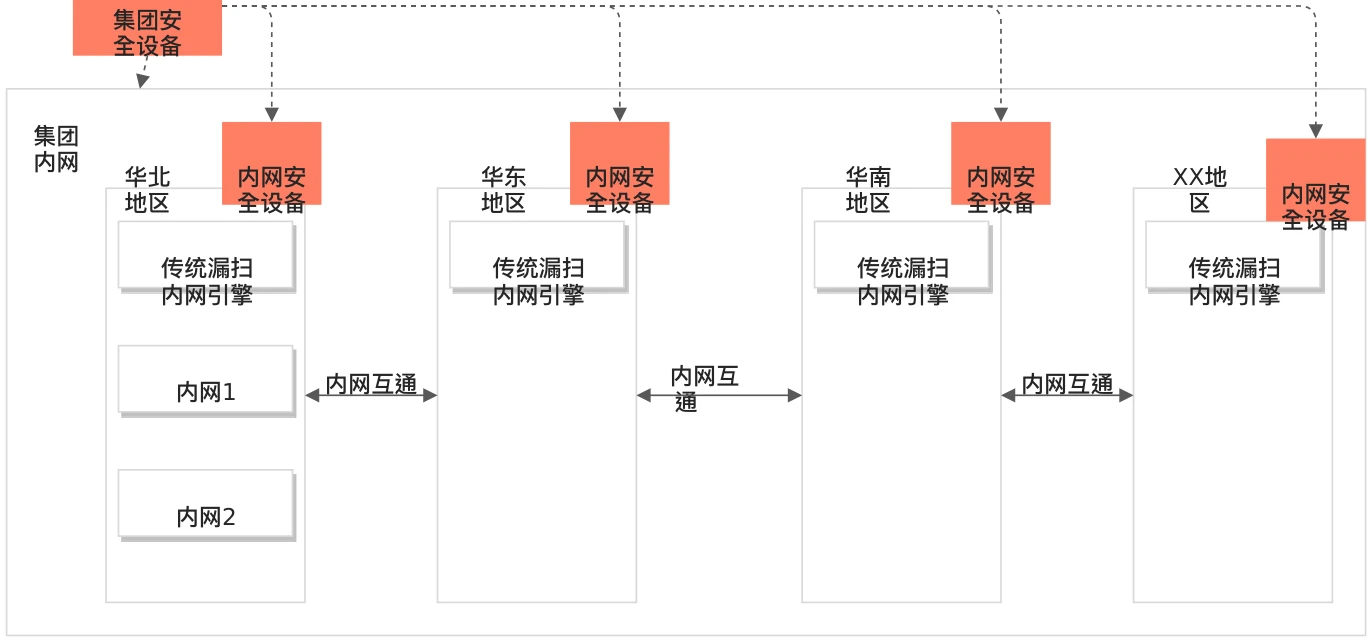 集团安
全设备
集团
内网
华北
地区
内网安
全设备
华东
地区
内网安
全设备
华南
地区
内网安
全设备
XX地
区
内网安
全设备
传统漏扫
内网引擎
传统漏扫
内网引擎
传统漏扫
内网引擎
传统漏扫
内网引擎
内网1
内网互通
内网互
通
内网互通
内网2